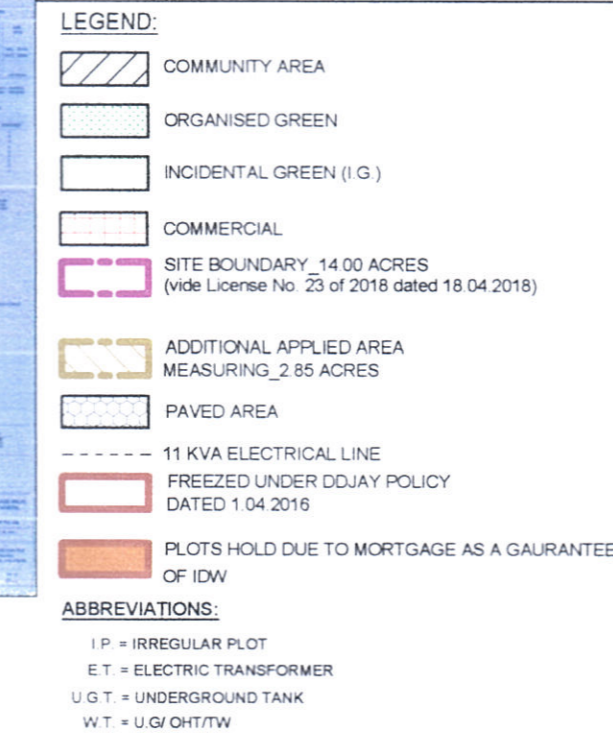 LEGEND:
COMMUNITY AREA
ORGANISED GREEN
INCIDENTAL GREEN (I.G.)
COMMERCIAL
SITE BOUNDARY_14.00 ACRES
(vide License No. 23 of 2018 dated 18.04.2018)
ADDITIONAL APPLIED AREA
MEASURING_2.85 ACRES
PAVED AREA
11 KVA ELECTRICAL LINE
FREEZED UNDER DDJAY POLICY
DATED 1.04.2016
PLOTS HOLD DUE TO MORTGAGE AS A GAURANTEE
OF IDW
ABBREVIATIONS:
I.P. = IRREGULAR PLOT
E.T. = ELECTRIC TRANSFORMER
U.G.T. = UNDERGROUND TANK
W.T. = U.G/ OHT/TW